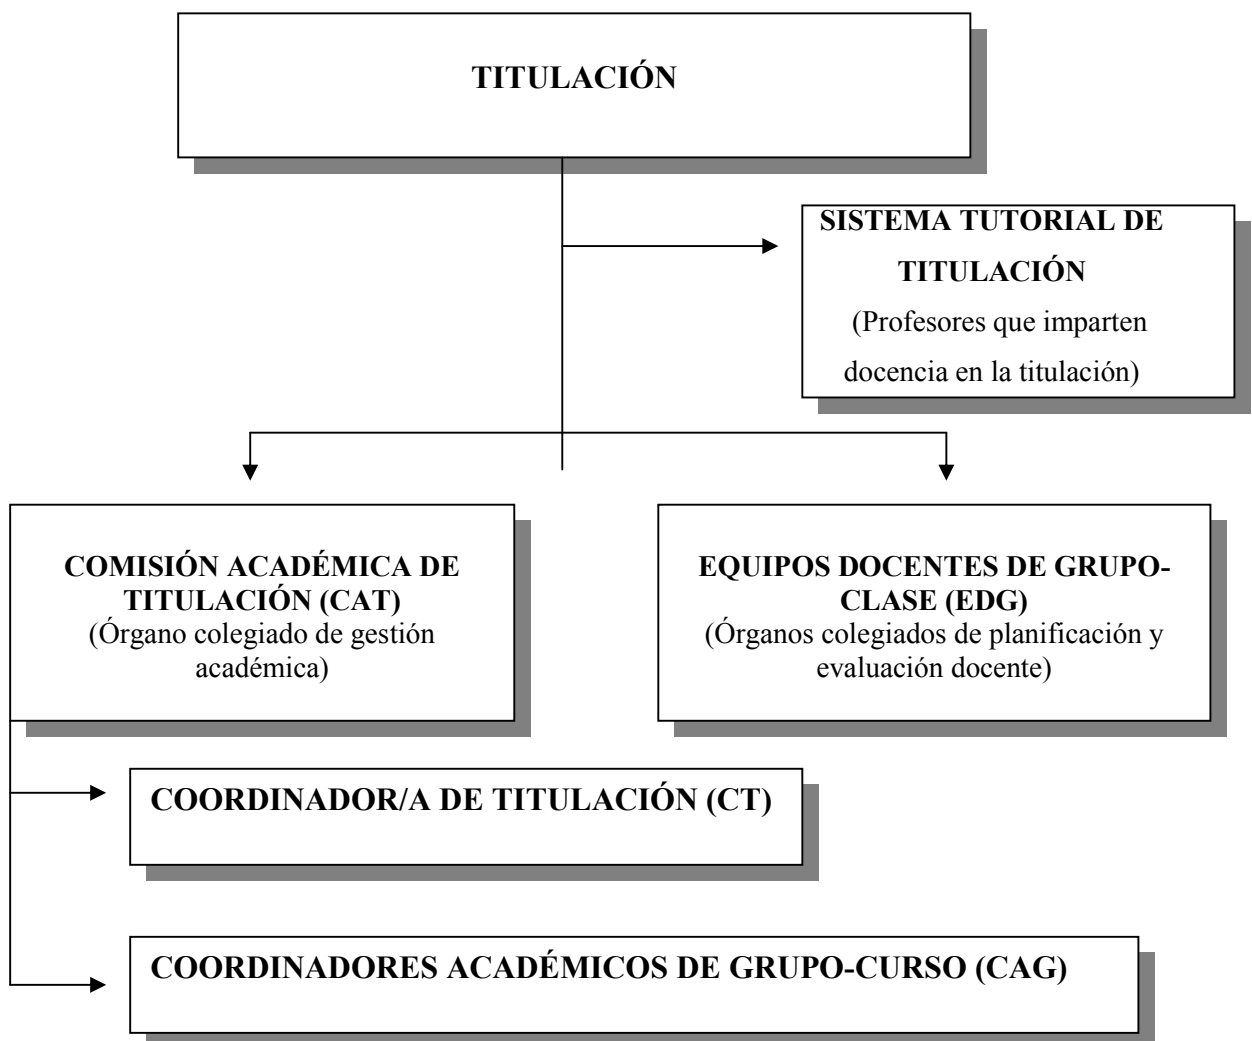 TITULACIÓN
SISTEMA TUTORIAL DE
TITULACIÓN
(Profesores que imparten
docencia en la titulación)
COMISIÓN ACADÉMICA DE
TITULACIÓN (CAT)
(Órgano colegiado de gestión
académica)
EQUIPOS DOCENTES DE GRUPO-
CLASE (EDG)
(Órganos colegiados de planificación y
evaluación docente)
COORDINADOR/A DE TITULACIÓN (CT)
COORDINADORES ACADÉMICOS DE GRUPO-CURSO (CAG)